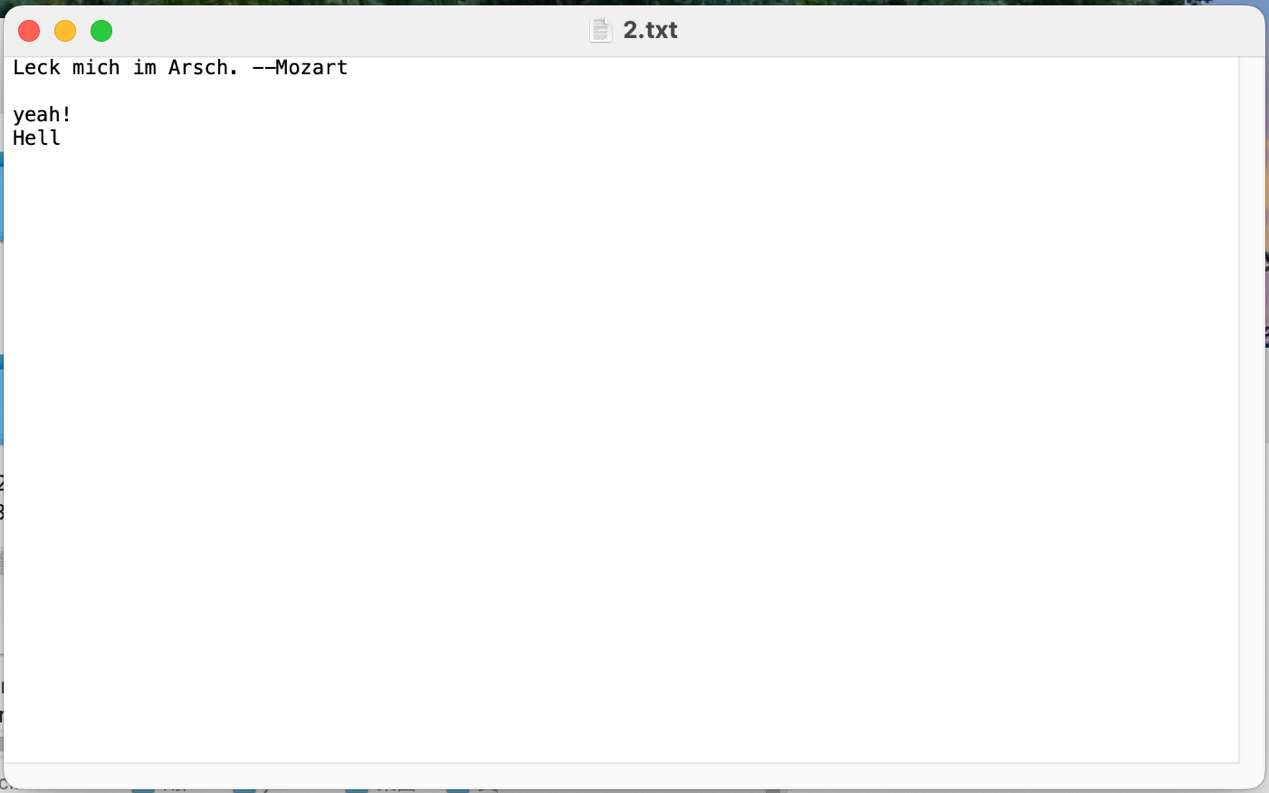 2.txt
Leck mich im Arsch. --Mozart
yeah!
Hell